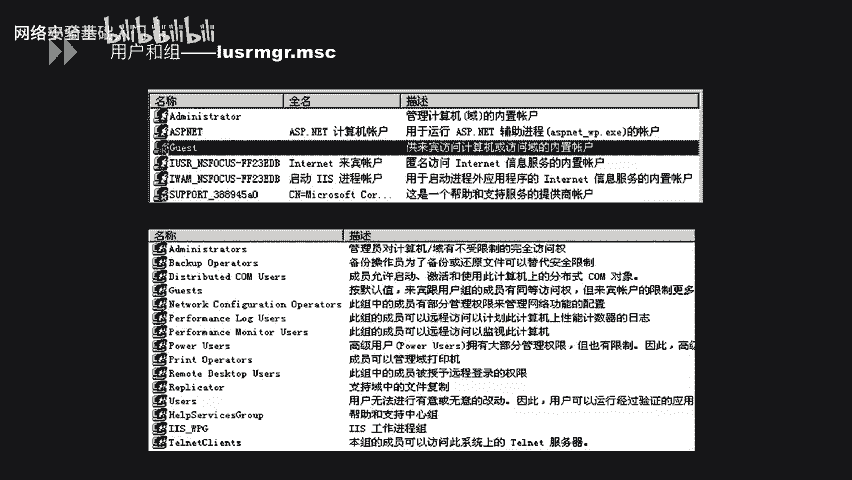 网络安全基础入门 bilibili
用户和组——lusrmgr.msc
名称 全名 描述
Administrator 管理计算机(域)的内置帐户
ASPNET ASP.NET 计算机帐户 用于运行 ASP.NET 辅助进程(aspnet_wp.exe)的帐户
Guest 供来宾访问计算机或访问域的内置帐户
IUSR_NSFOCUS-FF23EDB Internet 来宾帐户 匿名访问 Internet 信息服务的内置帐户
IWAM_NSFOCUS-FF23EDB 启动 IIS 进程帐户 用于启动进程外应用程序的 Internet 信息服务的内置帐户
SUPPORT_388945a0 CN=Microsoft Cor... 这是一个帮助和支持服务的提供商帐户
名称 描述
Administrators 管理员对计算机/域有不受限制的完全访问权
Backup Operators 备份操作员为了备份或还原文件可以替代安全限制
Distributed COM Users 成员允许启动、激活和使用此计算机上的分布式 COM 对象。
Guests 按默认值，来宾跟用户组的成员有同等访问权，但来宾帐户的限制更多
Network Configuration Operators 此组中的成员有部分管理权限来管理网络功能的配置
Performance Log Users 此组的成员可以远程访问以计划此计算机上性能计数器的日志
Performance Monitor Users 此组的成员可以远程访问以监视此计算机
Power Users 高级用户(Power Users)拥有大部分管理权限，但也有限制。因此，高级
Print Operators 成员可以管理域打印机
Remote Desktop Users 此组中的成员被授予远程登录的权限
Replicator 支持域中的文件复制
Users 用户无法进行有意或无意的改动。因此，用户可以运行经过验证的应用
HelpServicesGroup 帮助和支持中心组
IIS_WPG IIS 工作进程组
TelnetClients 本组的成员可以访问此系统上的 Telnet 服务器。